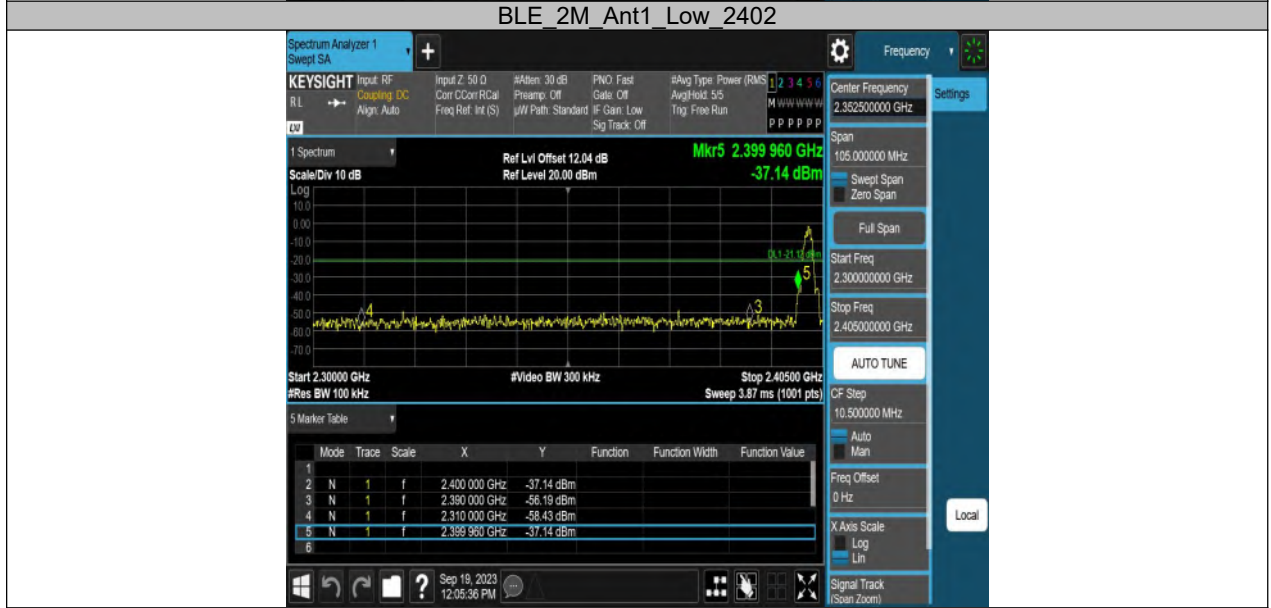 BLE_2M_Ant1_Low_2402
Spectrum Analyzer 1
Swept SA
+
Frequency
KEYSIGHT Input: RF
RL
Coupling: DC
Align: Auto
LXI
Input Z: 50 Ω
Corr CCorr RCal
Freq Ref: Int (S)
#Atten: 30 dB
Preamp: Off
µW Path: Standard
PNO: Fast
Gate: Off
IF Gain: Low
Sig Track: Off
#Avg Type: Power (RMS
Avg|Hold: 5/5
Trig: Free Run
1 2 3 4 5 6
M W W W W W
P P P P P P
1 Spectrum
Scale/Div 10 dB
Ref Lvl Offset 12.04 dB
Ref Level 20.00 dBm
Mkr5 2.399 960 GHz
-37.14 dBm
Log
10.0
0.00
-10.0
-20.0
-30.0
-40.0
-50.0
-60.0
-70.0
DL1 -21.12 dBm
5
4
3
Start 2.30000 GHz
#Video BW 300 kHz
Stop 2.40500 GHz
#Res BW 100 kHz
Sweep 3.87 ms (1001 pts)
5 Marker Table
Mode Trace Scale X Y Function Function Width Function Value
1
2 N 1 f 2.400 000 GHz -37.14 dBm
3 N 1 f 2.390 000 GHz -56.19 dBm
4 N 1 f 2.310 000 GHz -58.43 dBm
5 N 1 f 2.399 960 GHz -37.14 dBm
6
?
Sep 19, 2023
12:05:36 PM
Center Frequency
2.352500000 GHz
Settings
Span
105.000000 MHz
Swept Span
Zero Span
Full Span
Start Freq
2.300000000 GHz
Stop Freq
2.405000000 GHz
AUTO TUNE
CF Step
10.500000 MHz
Auto
Man
Freq Offset
0 Hz
Local
X Axis Scale
Log
Lin
Signal Track
(Span Zoom)